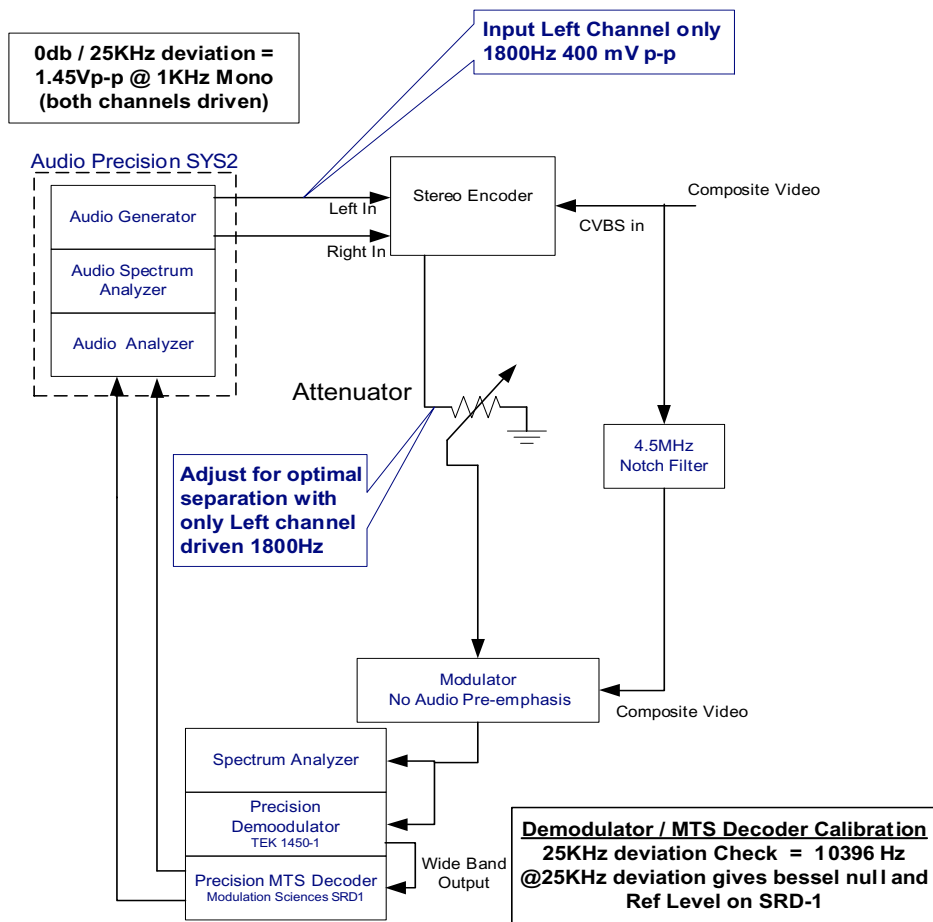 0db / 25KHz deviation =
1.45Vp-p @ 1KHz Mono
(both channels driven)
Input Left Channel only
1800Hz 400 mV p-p
Audio Precision SYS2
Audio Generator
Audio Spectrum
Analyzer
Audio Analyzer
Left In
Right In
Stereo Encoder
CVBS in
Composite Video
Attenuator
4.5MHz
Notch Filter
Adjust for optimal
separation with
only Left channel
driven 1800Hz
Modulator
No Audio Pre-emphasis
Composite Video
Spectrum Analyzer
Precision
Demoodulator
TEK 1450-1
Wide Band
Output
Precision MTS Decoder
Modulation Sciences SRD1
Demodulator / MTS Decoder Calibration
25KHz deviation Check = 10396 Hz
@25KHz deviation gives bessel null and
Ref Level on SRD-1